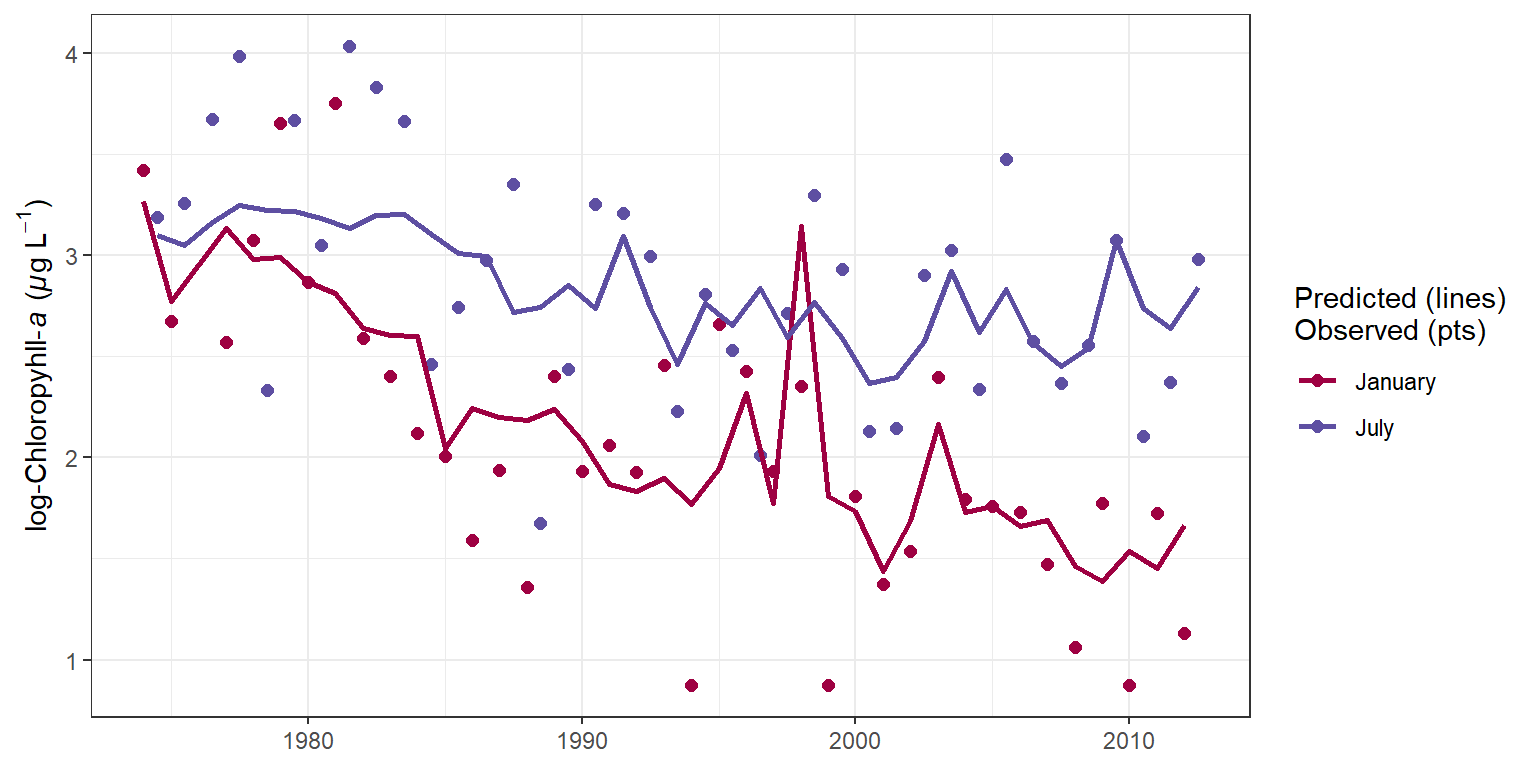 log-Chloropyhll-a (μg L⁻¹)
4
3
2
1
1980
1990
2000
2010
Predicted (lines)
Observed (pts)
January
July